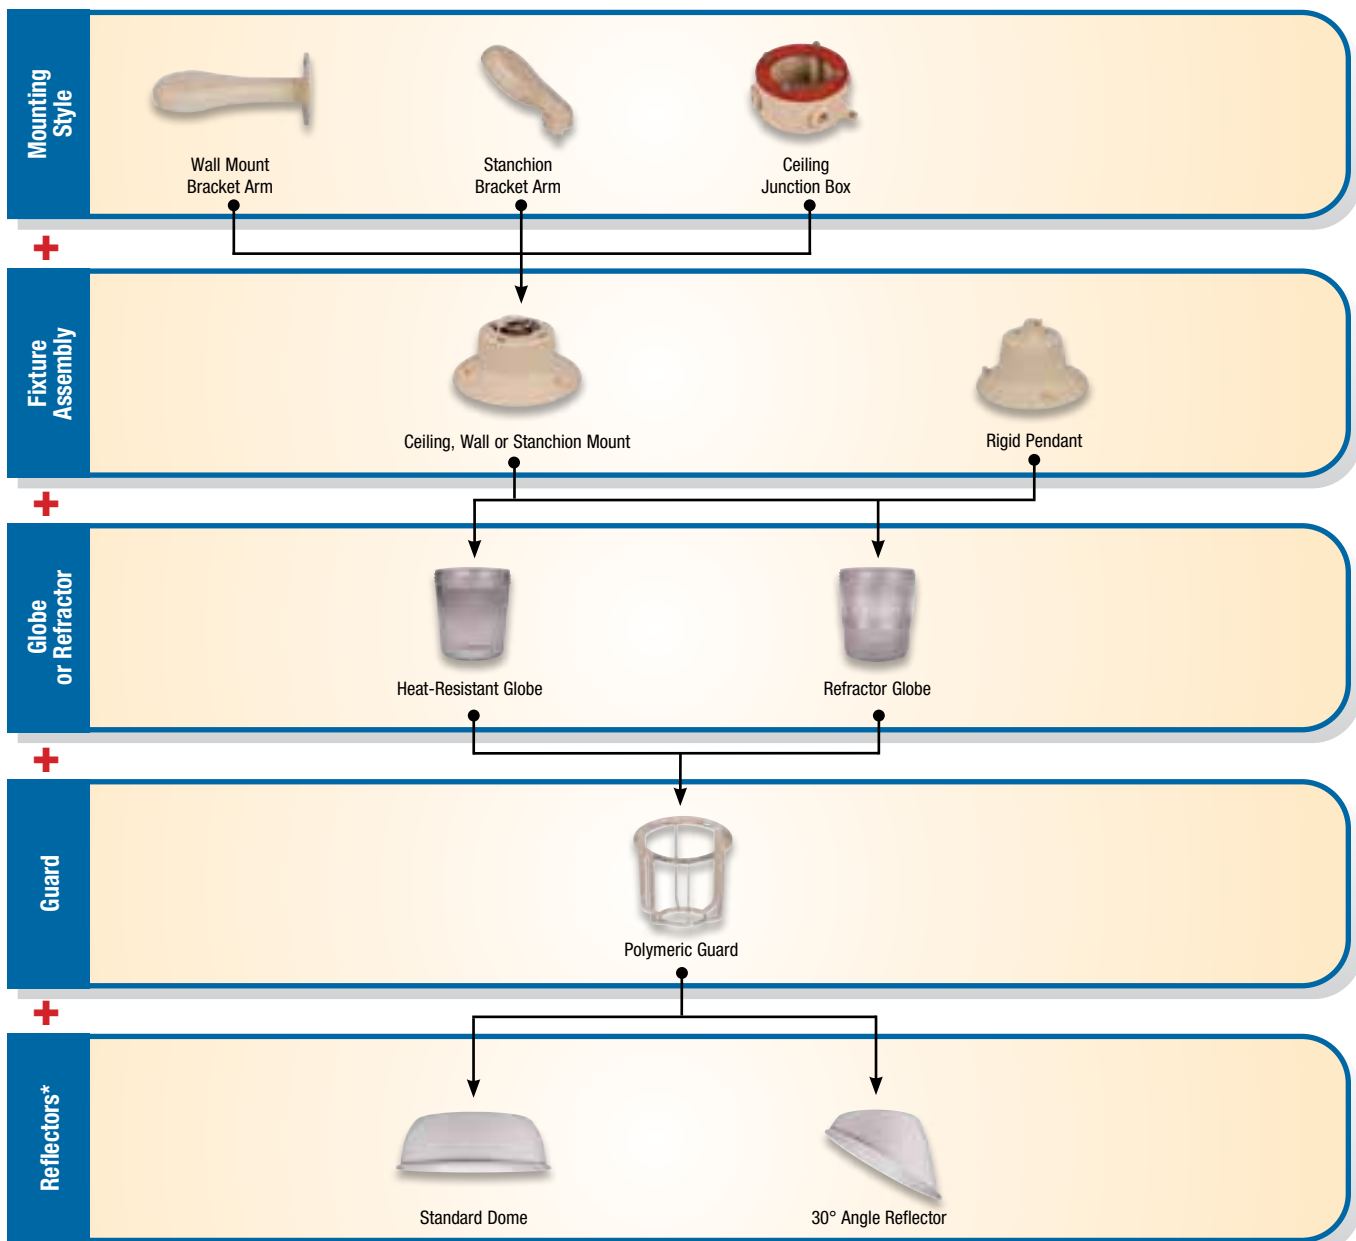 Mounting
Style
Wall Mount
Bracket Arm
Stanchion
Bracket Arm
Ceiling
Junction Box
+
Fixture
Assembly
Ceiling, Wall or Stanchion Mount
Rigid Pendant
+
Globe
or Refractor
Heat-Resistant Globe
Refractor Globe
+
Guard
Polymeric Guard
+
Reflectors*
Standard Dome
30° Angle Reflector